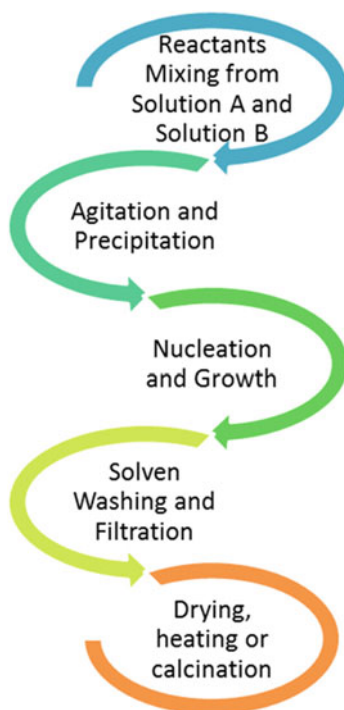 Reactants
Mixing from
Solution A and
Solution B
Agitation and
Precipitation
Nucleation
and Growth
Solven
Washing and
Filtration
Drying,
heating or
calcination